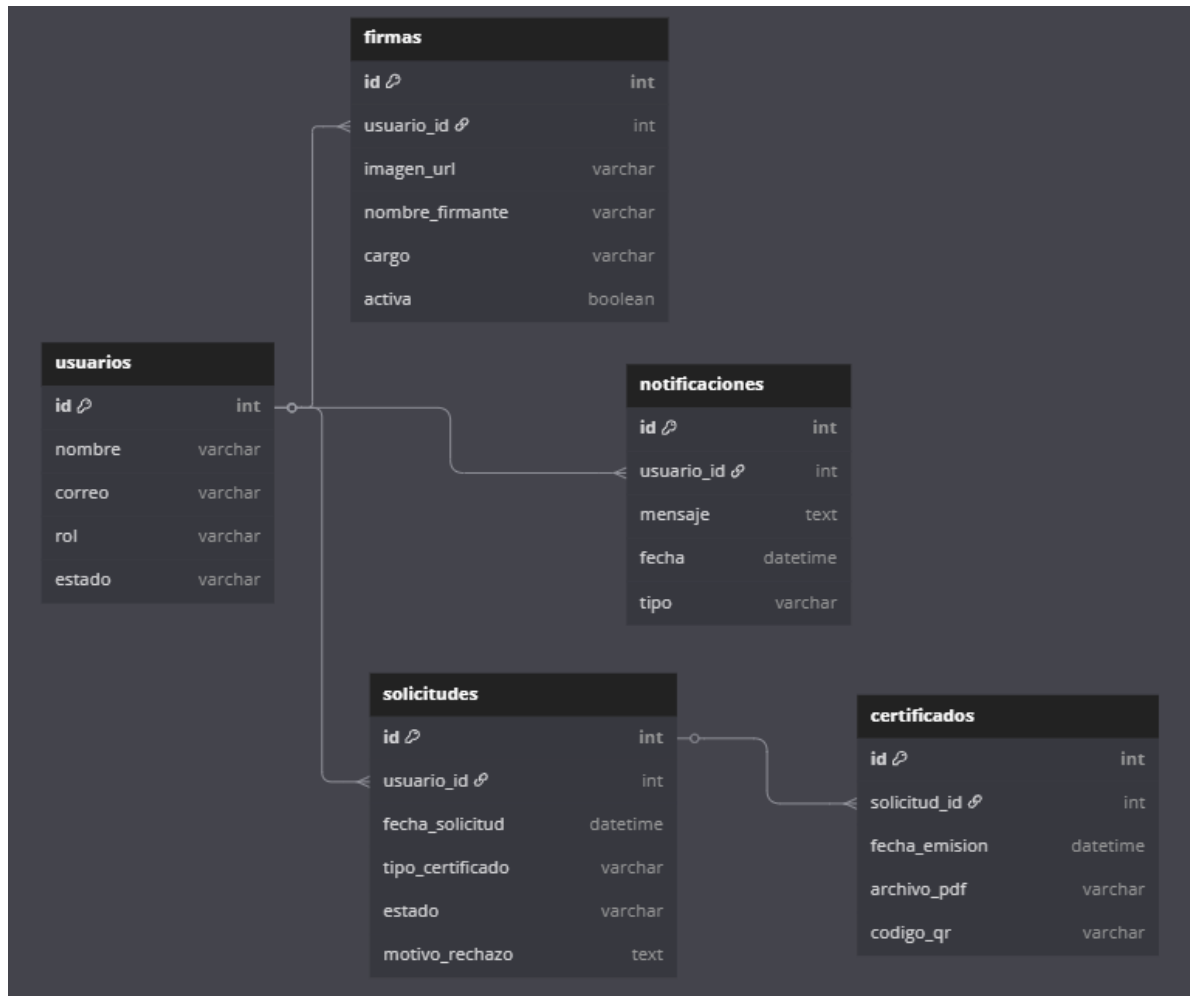 firmas
id int
usuario_id int
imagen_url varchar
nombre_firmante varchar
cargo varchar
activa boolean
usuarios
id int
nombre varchar
correo varchar
rol varchar
estado varchar
notificaciones
id int
usuario_id int
mensaje text
fecha datetime
tipo varchar
solicitudes
id int
usuario_id int
fecha_solicitud datetime
tipo_certificado varchar
estado varchar
motivo_rechazo text
certificados
id int
solicitud_id int
fecha_emision datetime
archivo_pdf varchar
codigo_qr varchar